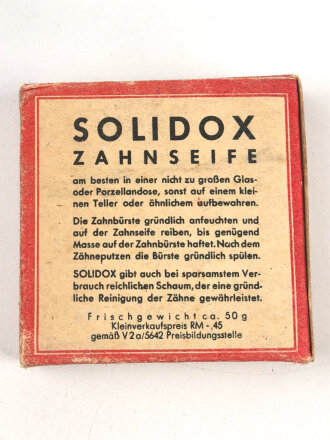 SOLIDOX
ZAHNSEIFE
am besten in einer nicht zu großen Glas-
oder Porzellandose, sonst auf einem klei-
nen Teller oder ähnlichem aufbewahren.
Die Zahnbürste gründlich anfeuchten und
auf der Zahnseife reiben, bis genügend
Masse auf der Zahnbürste haftet. Nach dem
Zähneputzen die Bürste gründlich spülen.
SOLIDOX gibt auch bei sparsamstem Ver-
brauch reichlichen Schaum, der eine gründ-
liche Reinigung der Zähne gewährleistet.
Frischgewicht ca. 50 g
Kleinverkaufspreis RM -,45
gemäß V 2 a/5642 Preisbildungsstelle